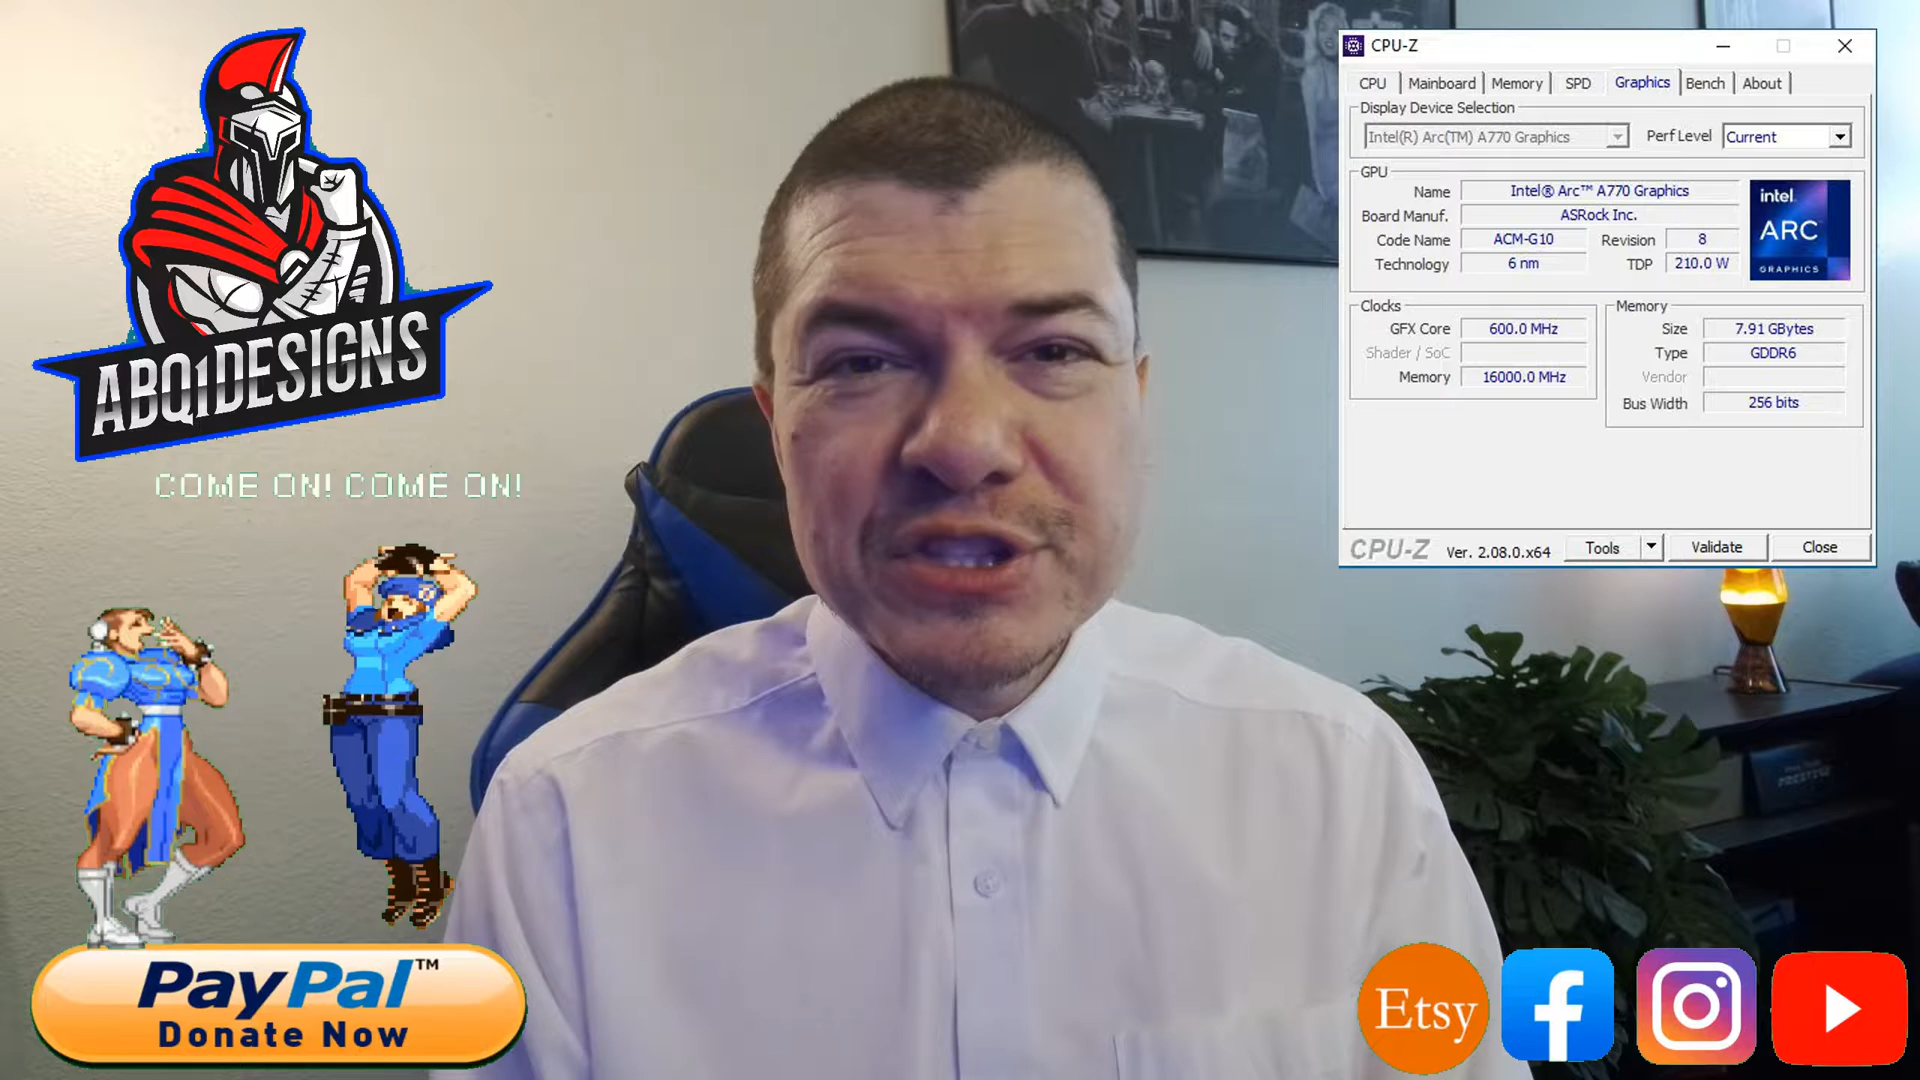 ABQ1DESIGNS
COME ON! COME ON!
PayPal™
Donate Now
CPU-Z
CPU Mainboard Memory SPD Graphics Bench About
Display Device Selection
Intel(R) Arc(TM) A770 Graphics Perf Level Current
GPU
Name Intel® Arc™ A770 Graphics
Board Manuf. ASRock Inc.
Code Name ACM-G10 Revision 8
Technology 6 nm TDP 210.0 W
intel
ARC
GRAPHICS
Clocks
GFX Core 600.0 MHz
Shader / SoC
Memory 16000.0 MHz
Memory
Size 7.91 GBytes
Type GDDR6
Vendor
Bus Width 256 bits
CPU-Z Ver. 2.08.0.x64 Tools Validate Close
Etsy